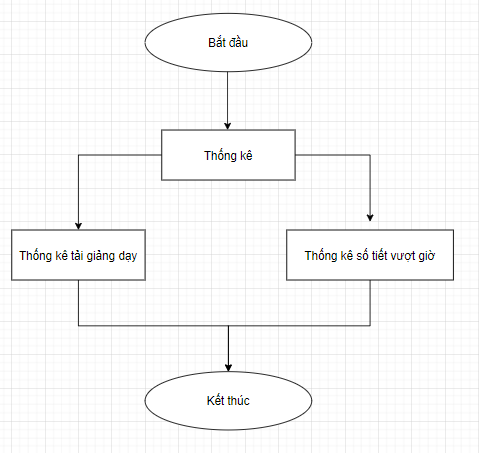 Bắt đầu
Thống kê
Thống kê tải giảng dạy
Thống kê số tiết vượt giờ
Kết thúc